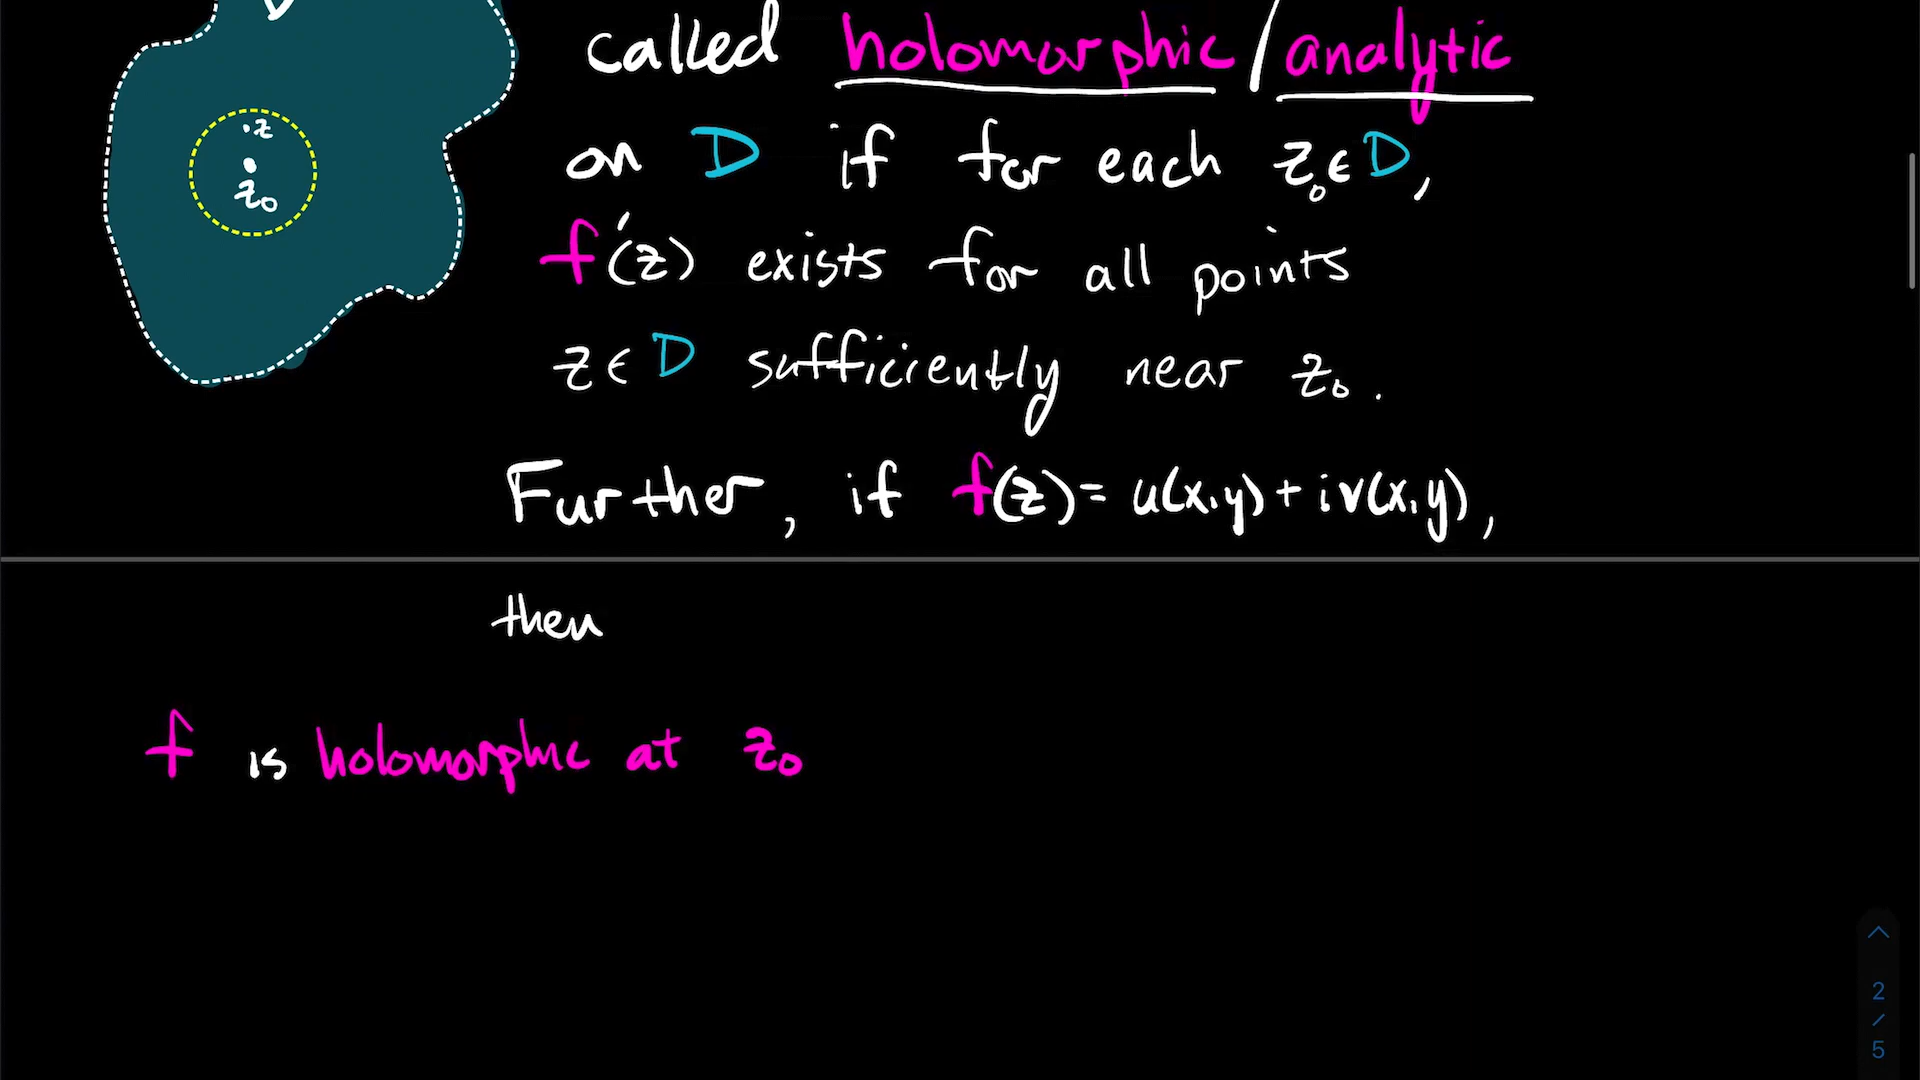 D
called holomorphic/analytic
on D if for each z₀∈D,
.z
z₀
f'(z) exists for all points
z∈D sufficiently near z₀.
Further, if f(z)= u(x,y)+iv(x,y),
then
f is holomorphic at z₀
2
/
5